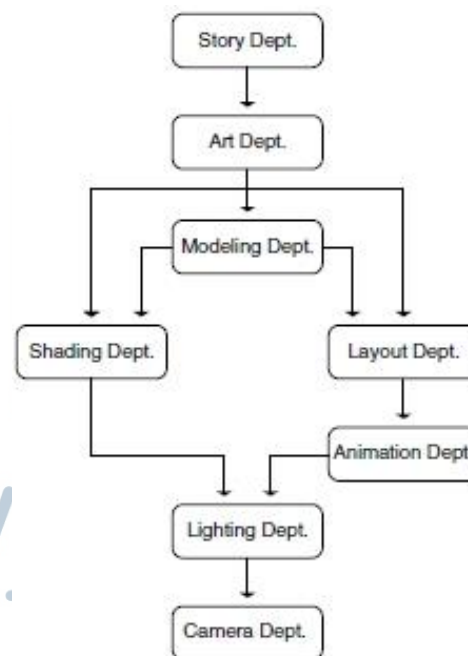 Story Dept.
Art Dept.
Modeling Dept.
Shading Dept.
Layout Dept.
Animation Dept
Lighting Dept.
Camera Dept.